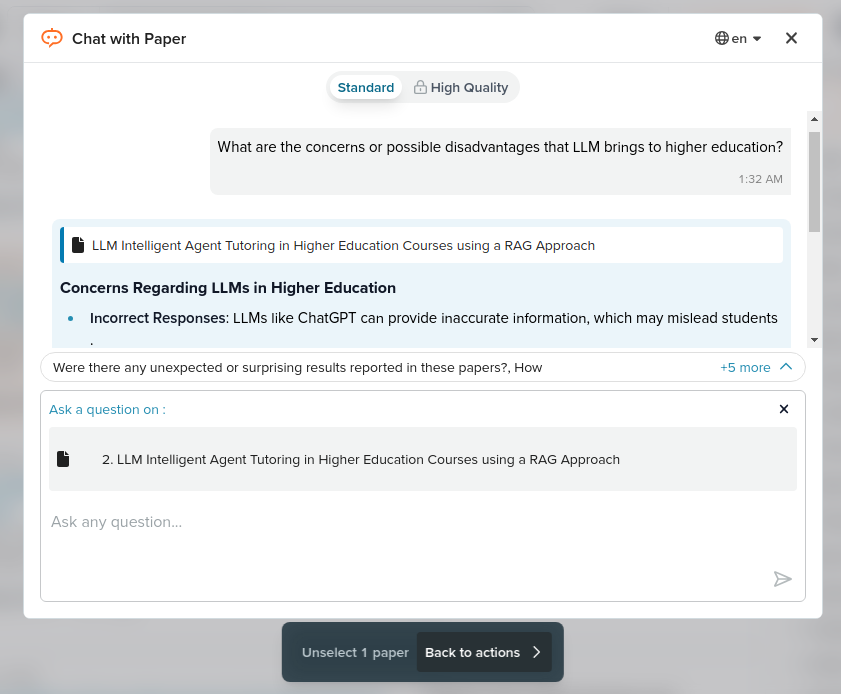 Chat with Paper
en
Standard
High Quality
What are the concerns or possible disadvantages that LLM brings to higher education?
1:32 AM
LLM Intelligent Agent Tutoring in Higher Education Courses using a RAG Approach
Concerns Regarding LLMs in Higher Education
• Incorrect Responses: LLMs like ChatGPT can provide inaccurate information, which may mislead students
.
Were there any unexpected or surprising results reported in these papers?, How
+5 more
Ask a question on :
2. LLM Intelligent Agent Tutoring in Higher Education Courses using a RAG Approach
Ask any question...
Unselect 1 paper
Back to actions